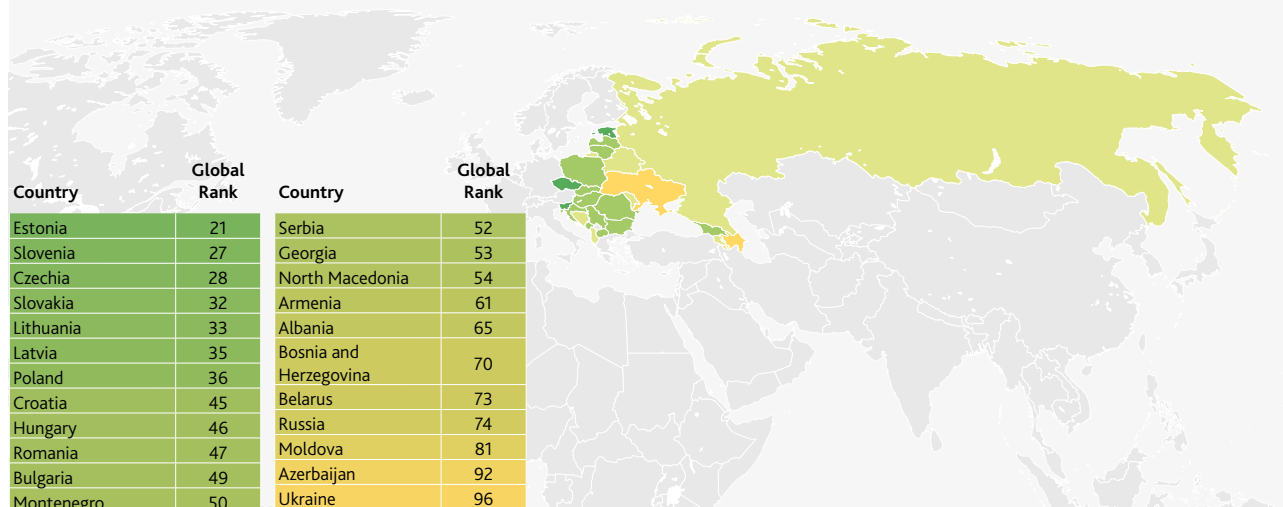 Country Global Rank
Estonia 21
Slovenia 27
Czechia 28
Slovakia 32
Lithuania 33
Latvia 35
Poland 36
Croatia 45
Hungary 46
Romania 47
Bulgaria 49
Montenegro 50
Country Global Rank
Serbia 52
Georgia 53
North Macedonia 54
Armenia 61
Albania 65
Bosnia and
Herzegovina 70
Belarus 73
Russia 74
Moldova 81
Azerbaijan 92
Ukraine 96